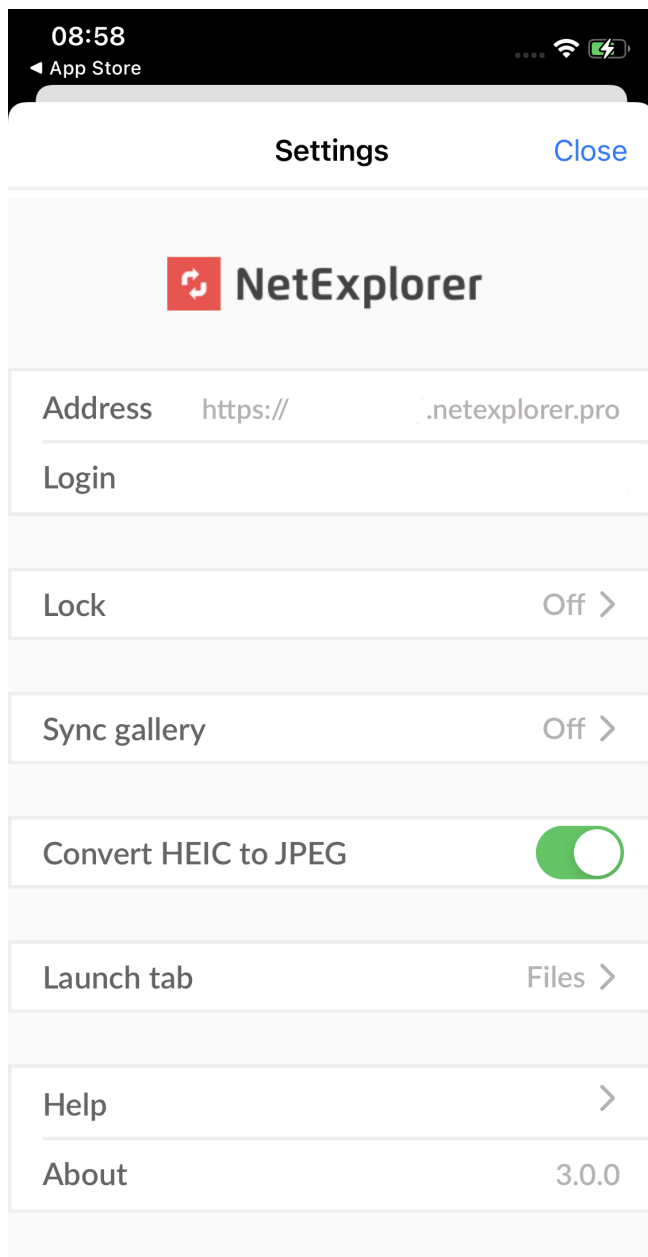 08:58
◀ App Store
Settings Close
NetExplorer
Address https:// .netexplorer.pro
Login
Lock Off
Sync gallery Off
Convert HEIC to JPEG
Launch tab Files
Help
About 3.0.0